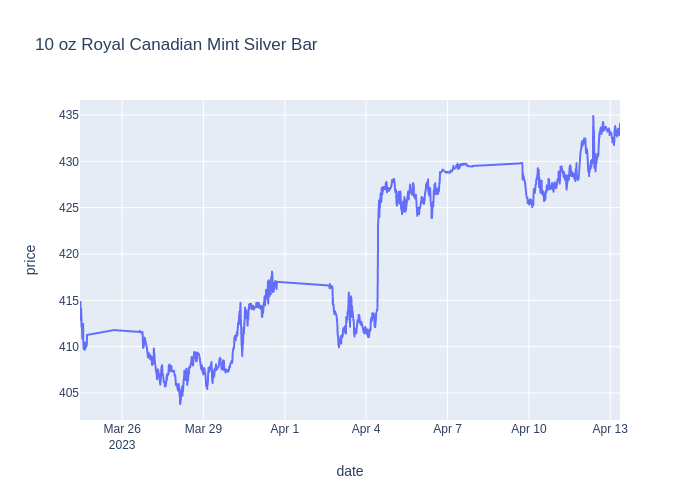 10 oz Royal Canadian Mint Silver Bar
435
430
425
420
415
410
405
price
Mar 26
2023
Mar 29
Apr 1
Apr 4
Apr 7
Apr 10
Apr 13
date